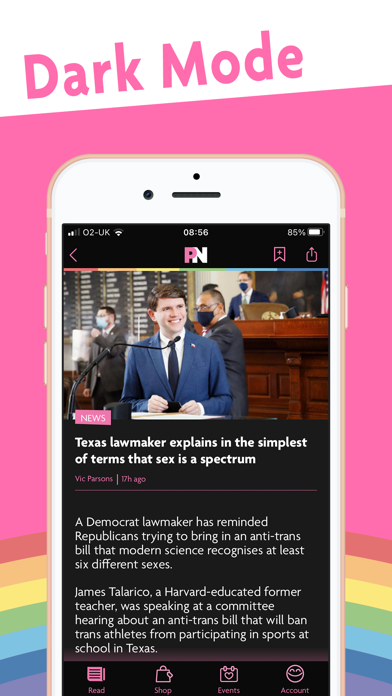 Dark Mode
O2-UK 08:56 85%
PN
NEWS
Texas lawmaker explains in the simplest
of terms that sex is a spectrum
Vic Parsons | 17h ago
A Democrat lawmaker has reminded
Republicans trying to bring in an anti-trans
bill that modern science recognises at least
six different sexes.
James Talarico, a Harvard-educated former
teacher, was speaking at a committee
hearing about an anti-trans bill that will ban
trans athletes from participating in sports at
school in Texas.
Read Shop Events Account